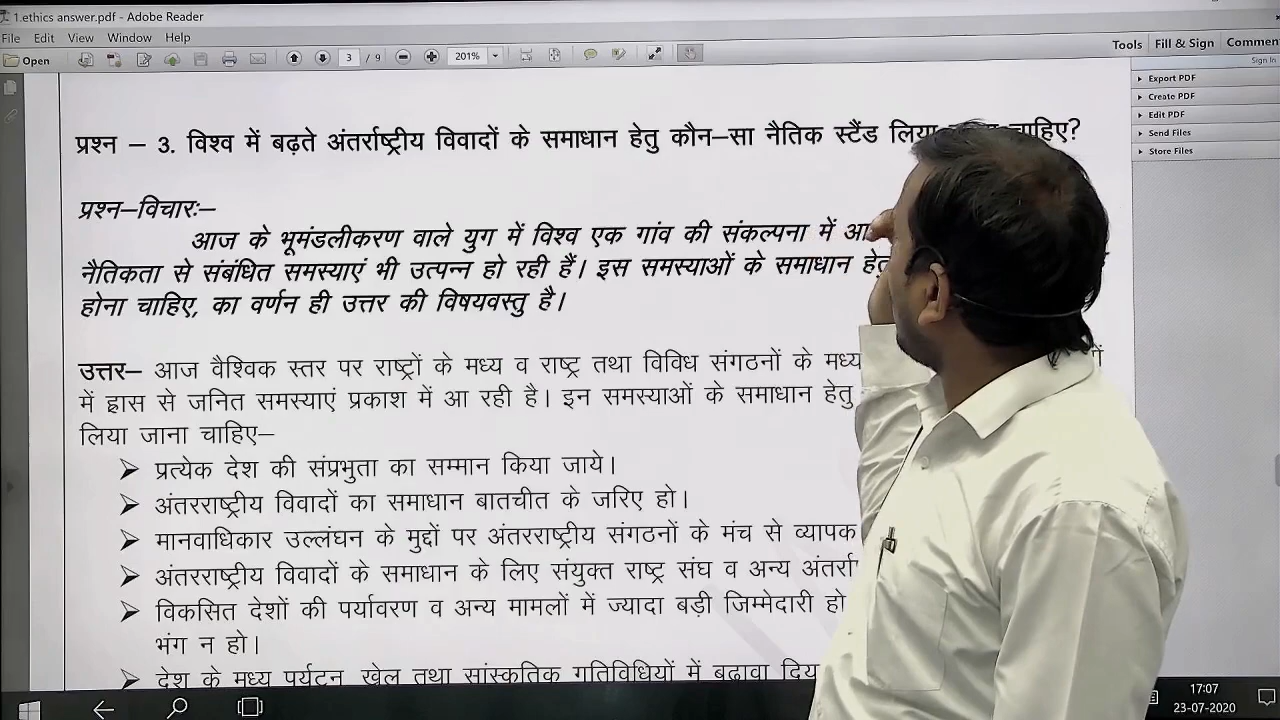 1.ethics answer.pdf - Adobe Reader
File Edit View Window Help
Open 3 / 9 201% Tools Fill & Sign Commen
Sign In
Export PDF
Create PDF
Edit PDF
Send Files
Store Files
प्रश्न – 3. विश्व में बढ़ते अंतर्राष्ट्रीय विवादों के समाधान हेतु कौन–सा नैतिक स्टैंड लिया चाहिए?
प्रश्न–विचारः–
आज के भूमंडलीकरण वाले युग में विश्व एक गांव की संकल्पना में
नैतिकता से संबंधित समस्याएं भी उत्पन्न हो रही हैं। इस समस्याओं के समाधान हेतु
होना चाहिए, का वर्णन ही उत्तर की विषयवस्तु है।
उत्तर– आज वैश्विक स्तर पर राष्ट्रों के मध्य व राष्ट्र तथा विविध संगठनों के मध्य
में ह्रास से जनित समस्याएं प्रकाश में आ रही है। इन समस्याओं के समाधान हेतु
लिया जाना चाहिए–
➢ प्रत्येक देश की संप्रभुता का सम्मान किया जाये।
➢ अंतरराष्ट्रीय विवादों का समाधान बातचीत के जरिए हो।
➢ मानवाधिकार उल्लंघन के मुद्दों पर अंतरराष्ट्रीय संगठनों के मंच से व्यापक
➢ अंतरराष्ट्रीय विवादों के समाधान के लिए संयुक्त राष्ट्र संघ व अन्य
➢ विकसित देशों की पर्यावरण व अन्य मामलों में ज्यादा बड़ी जिम्मेदारी हो
भंग न हो।
➢ देश के मध्य पर्यटन खेल तथा सांस्कृतिक गतिविधियों में बढ़ावा
17:07
23-07-2020